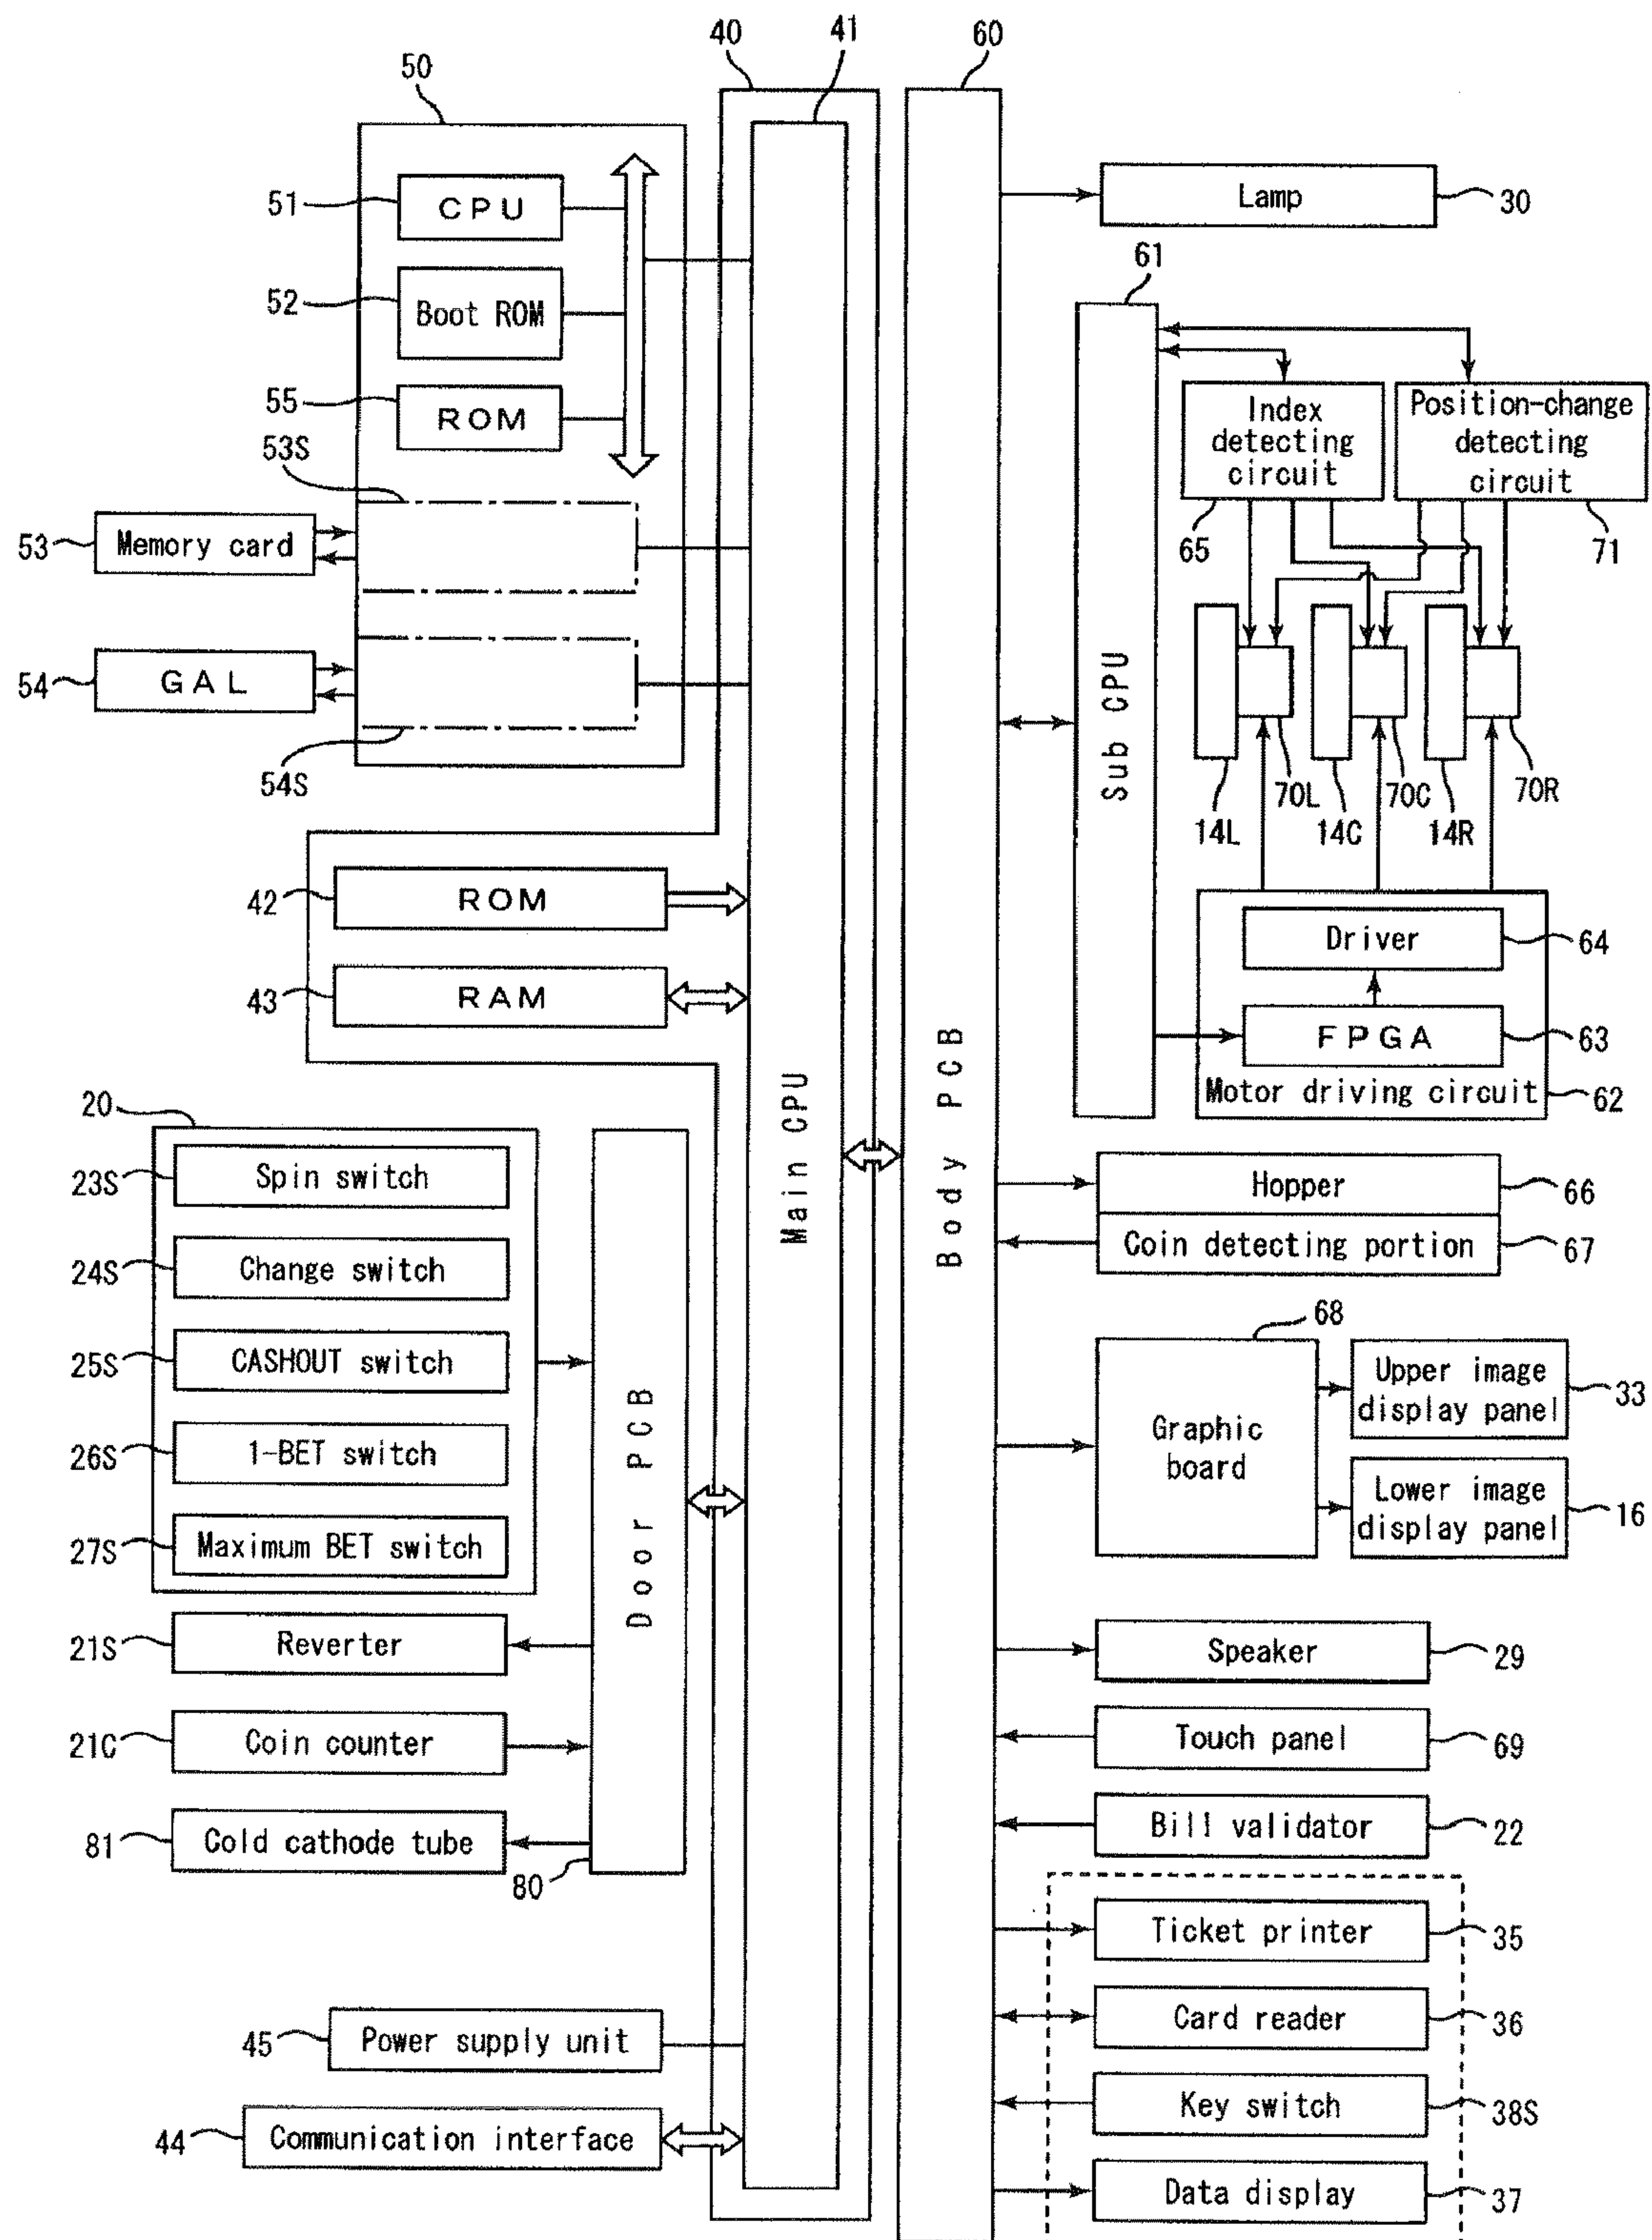 40
41
60
50
51
CPU
52
Boot ROM
55
ROM
53S
53
Memory card
54
GAL
54S
42
ROM
43
RAM
Main CPU
20
23S
Spin switch
24S
Change switch
25S
CASHOUT switch
26S
1-BET switch
27S
Maximum BET switch
21S
Reverter
21C
Coin counter
81
Cold cathode tube
Door PCB
80
45
Power supply unit
44
Communication interface
Body PCB
Lamp
30
61
Sub CPU
Index
detecting
circuit
65
Position-change
detecting
circuit
71
14L
70L
14C
70C
14R
70R
Driver
64
FPGA
63
Motor driving circuit
62
Hopper
66
Coin detecting portion
67
68
Graphic
board
Upper image
display panel
33
Lower image
display panel
16
Speaker
29
Touch panel
69
Bill validator
22
Ticket printer
35
Card reader
36
Key switch
38S
Data display
37